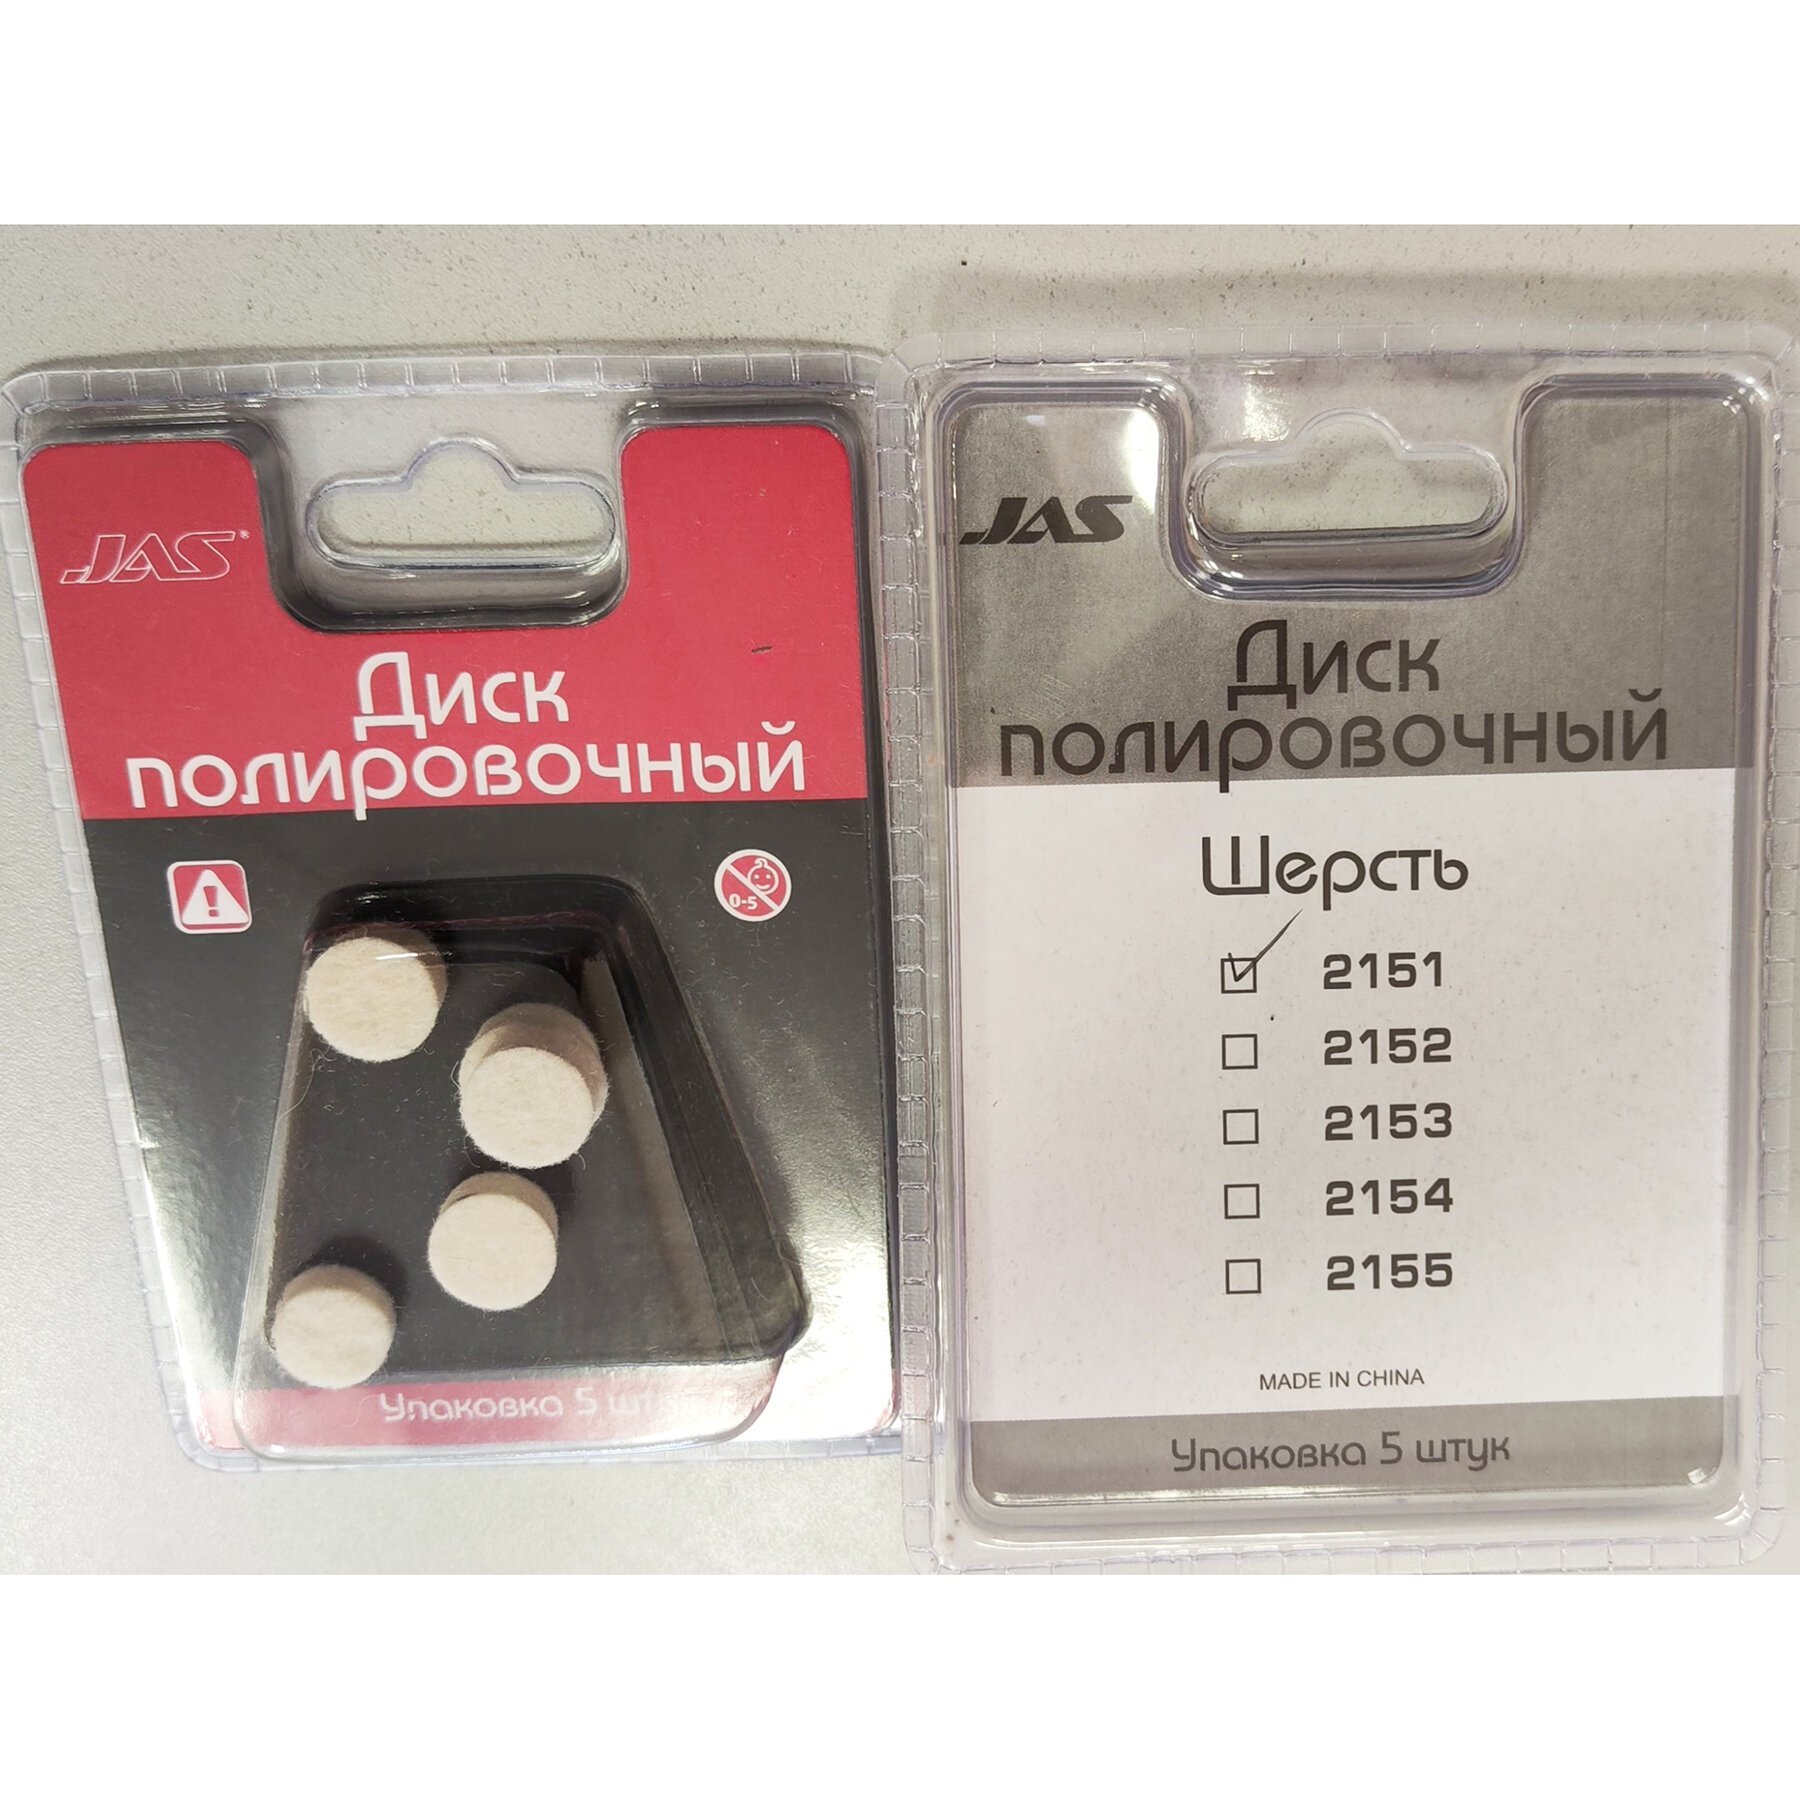 JAS®
Диск
полировочный
0-5
Упаковка 5 шт
JAS
Диск
полировочный
Шерсть
2151
2152
2153
2154
2155
MADE IN CHINA
Упаковка 5 штук